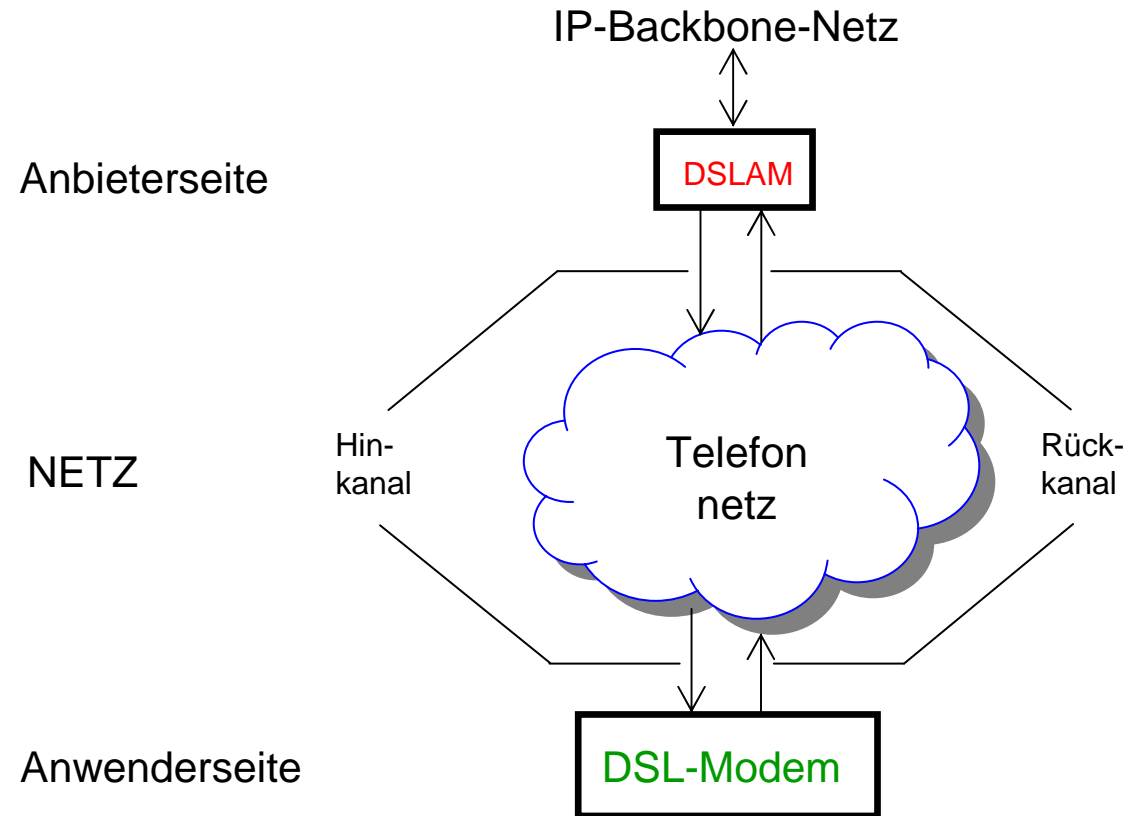 IP-Backbone-Netz
Anbieterseite
DSLAM
NETZ
Hin-
kanal
Telefon
netz
Rück-
kanal
Anwenderseite
DSL-Modem